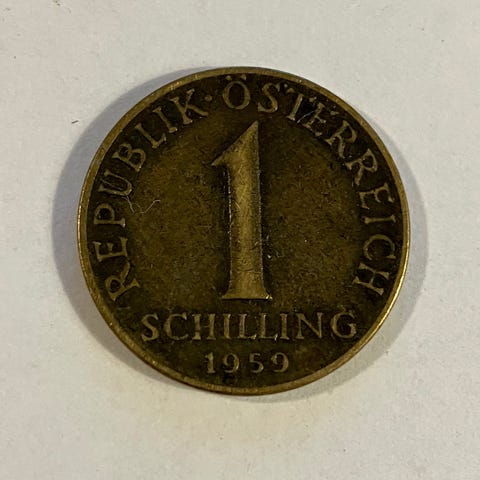 REPUBLIK·ÖSTERREICH
1
SCHILLING
1959